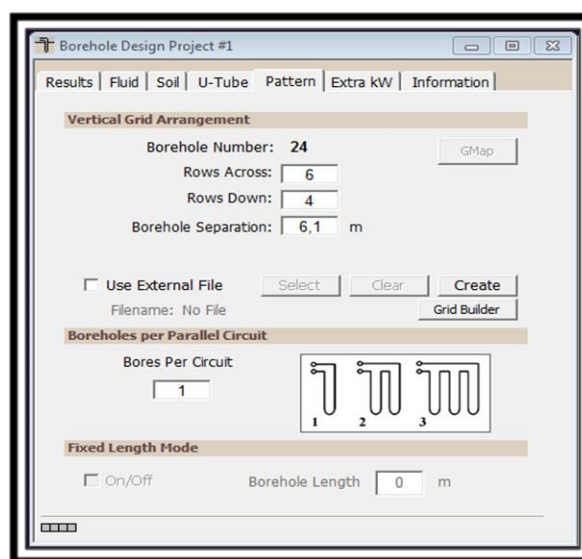 Borehole Design Project #1
Results Fluid Soil U-Tube Pattern Extra kW Information
Vertical Grid Arrangement
Borehole Number: 24 GMap
Rows Across: 6
Rows Down: 4
Borehole Separation: 6,1 m
Use External File Select Clear Create
Filename: No File Grid Builder
Boreholes per Parallel Circuit
Bores Per Circuit
1
1 2 3
Fixed Length Mode
On/Off Borehole Length 0 m